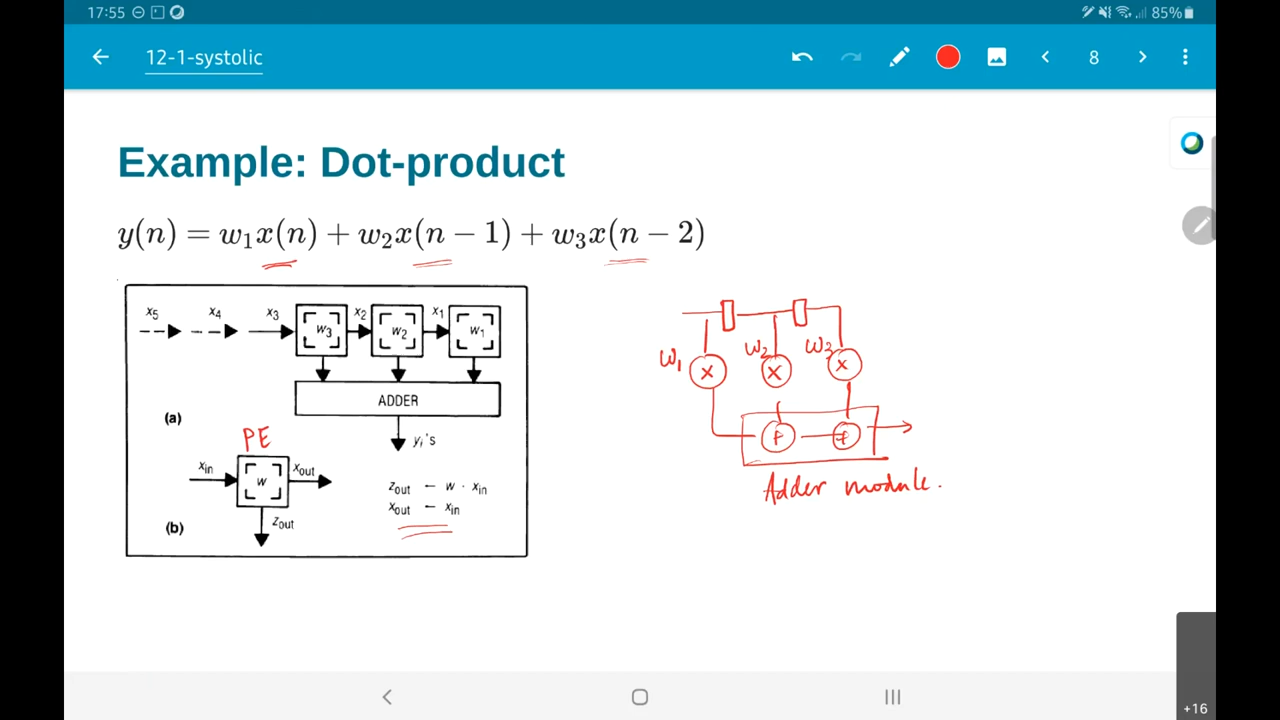 17:55
85%
12-1-systolic
8
Example: Dot-product
y(n) = w₁x(n) + w₂x(n − 1) + w₃x(n − 2)
x₅ x₄ x₃ w₃ x₂ w₂ x₁ w₁
ADDER
(a)
yᵢ's
PE
xin w xout
zout
(b)
zout − w · xin
xout − xin
w₁ w₂ w₃
x x x
+ +
Adder module.
+16